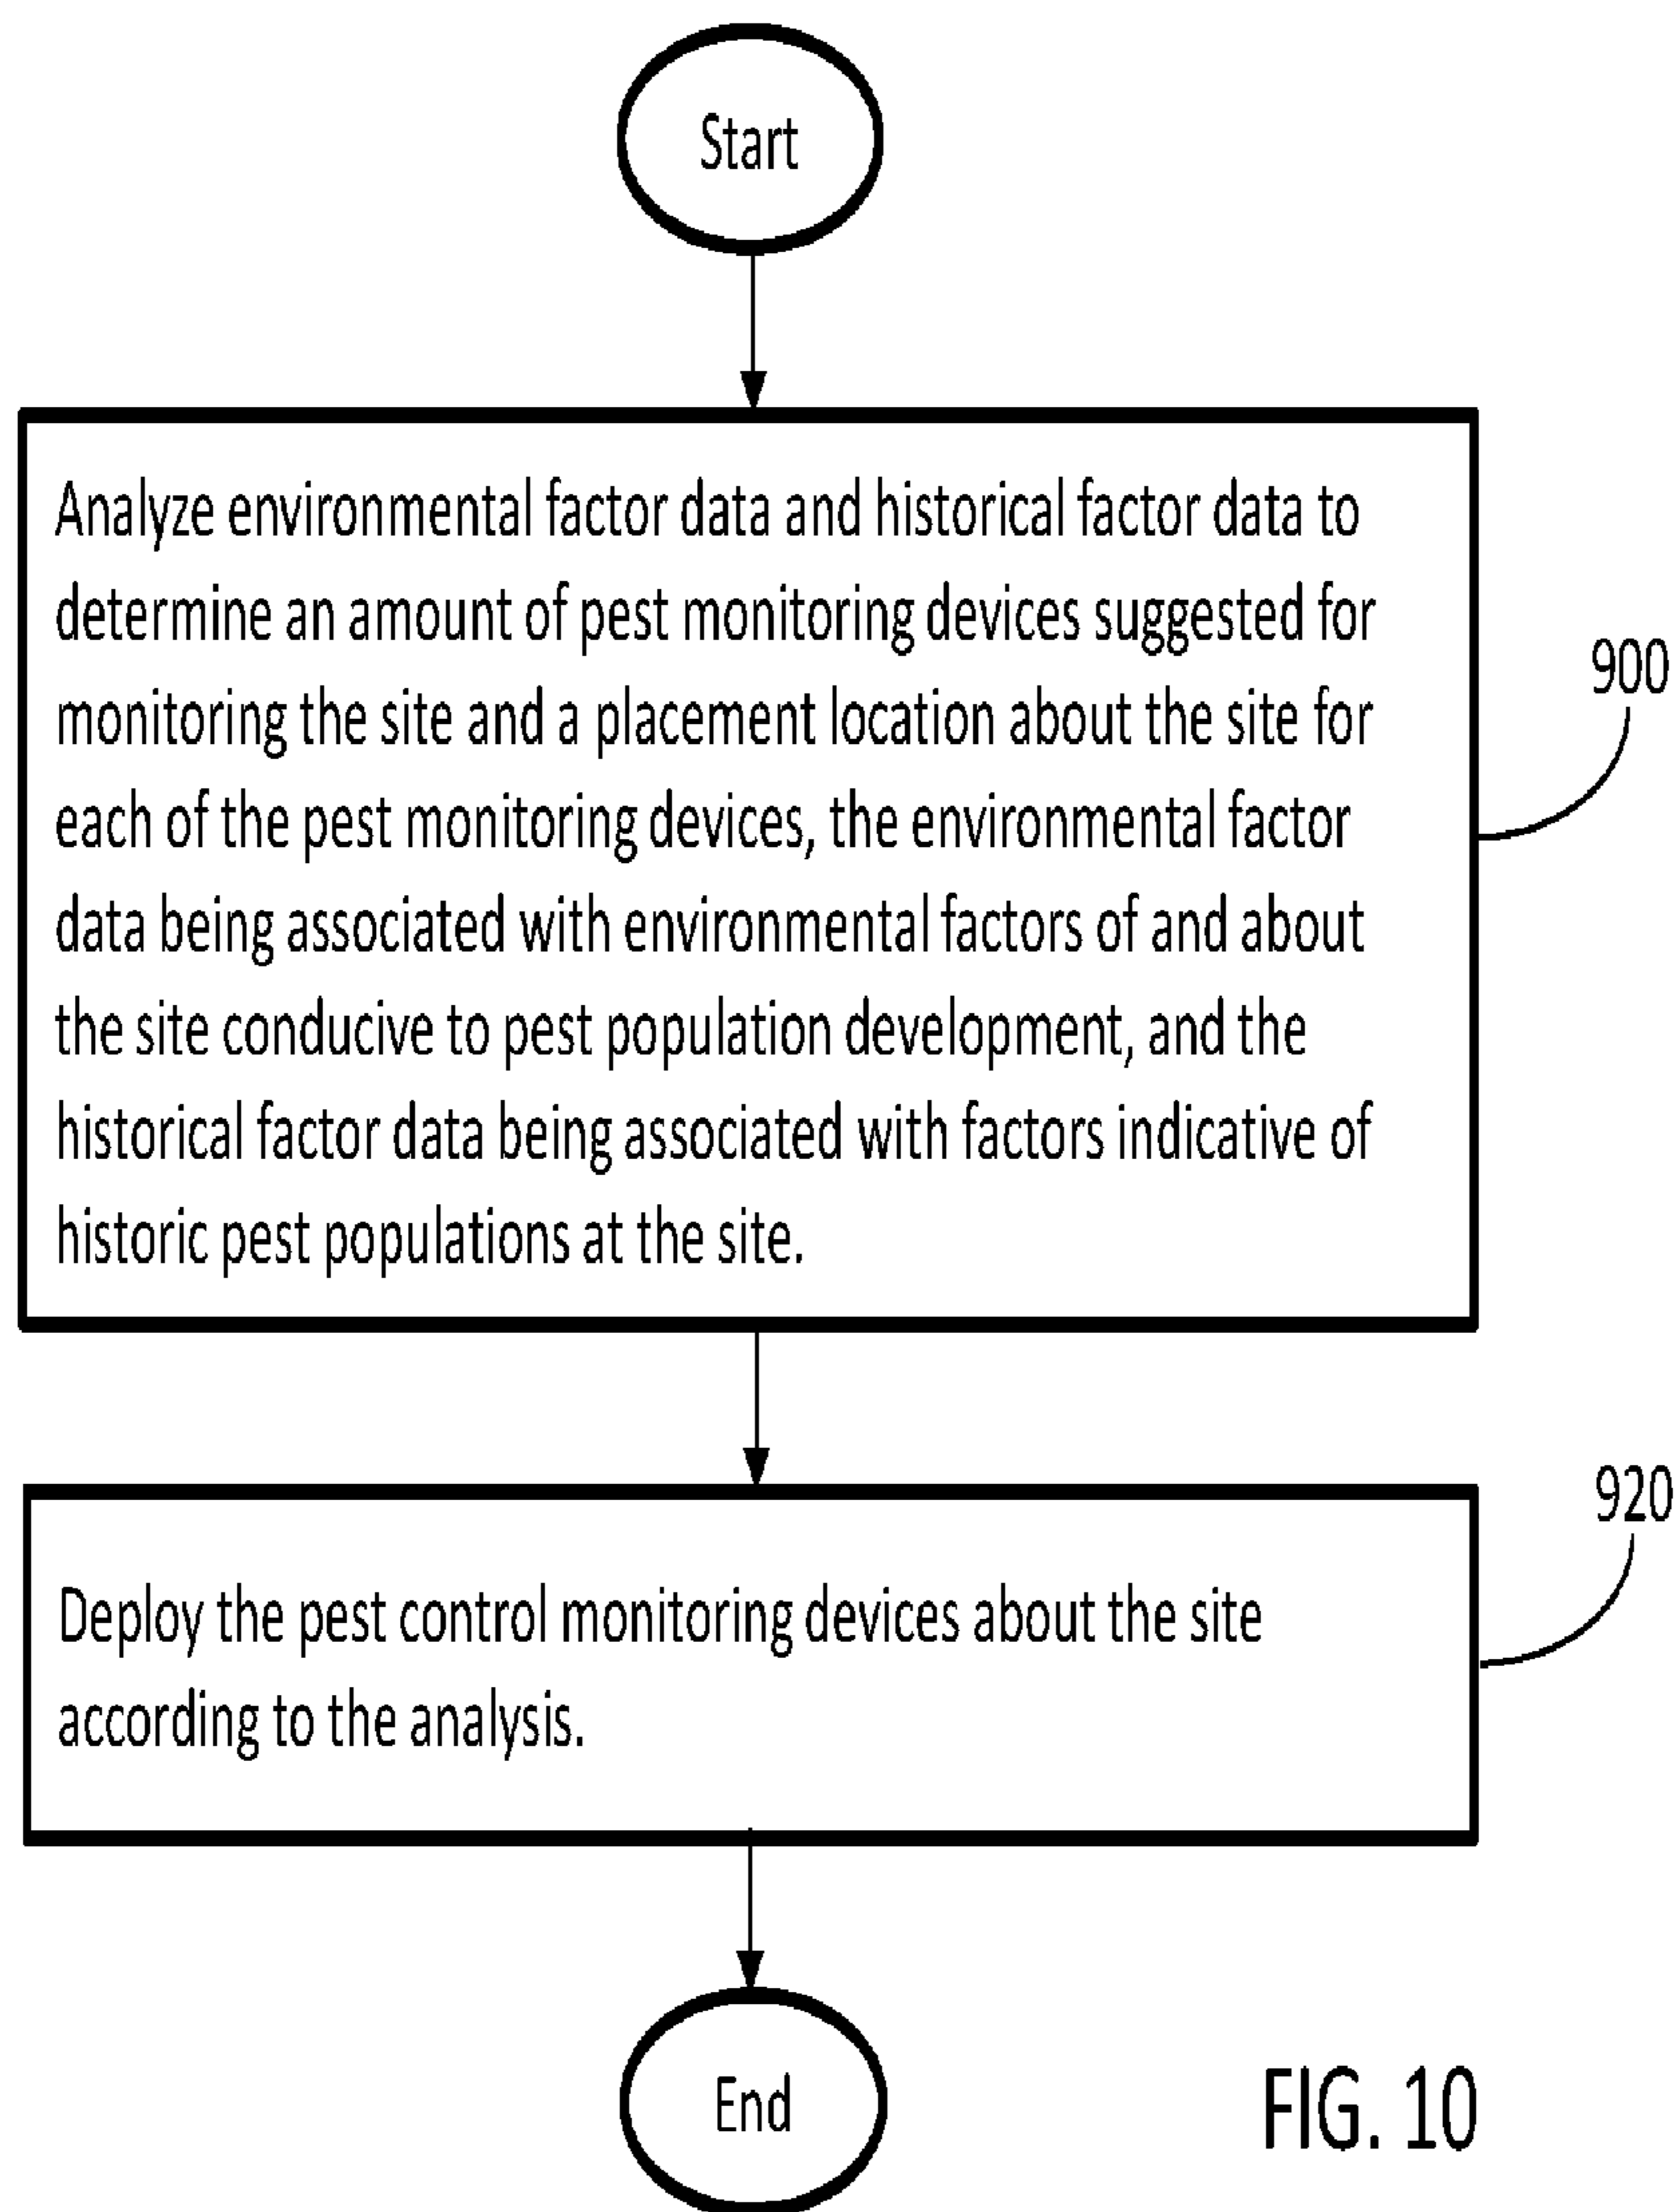 Start
Analyze environmental factor data and historical factor data to
determine an amount of pest monitoring devices suggested for
monitoring the site and a placement location about the site for
each of the pest monitoring devices, the environmental factor
data being associated with environmental factors of and about
the site conducive to pest population development, and the
historical factor data being associated with factors indicative of
historic pest populations at the site.
900
Deploy the pest control monitoring devices about the site
according to the analysis.
920
End
FIG. 10